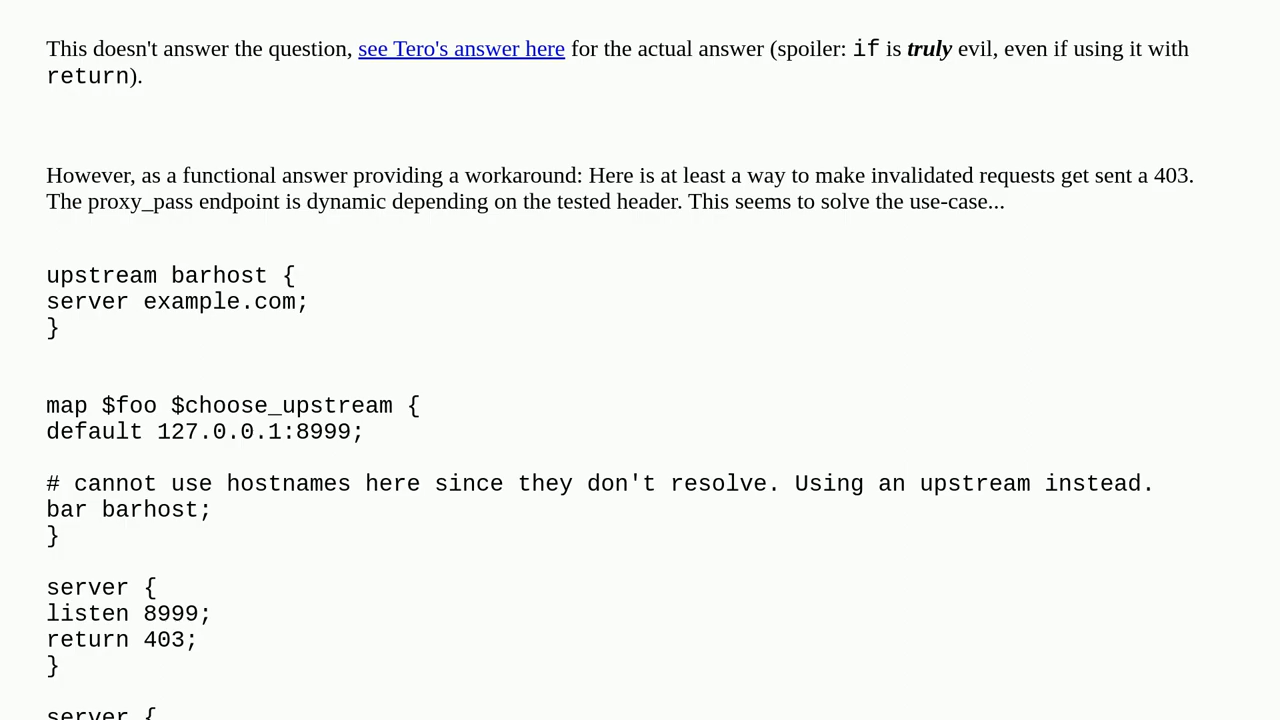 This doesn't answer the question, see Tero's answer here for the actual answer (spoiler: if is truly evil, even if using it with
return).
However, as a functional answer providing a workaround: Here is at least a way to make invalidated requests get sent a 403.
The proxy_pass endpoint is dynamic depending on the tested header. This seems to solve the use-case...
upstream barhost {
server example.com;
}
map $foo $choose_upstream {
default 127.0.0.1:8999;
# cannot use hostnames here since they don't resolve. Using an upstream instead.
bar barhost;
}
server {
listen 8999;
return 403;
}
server {